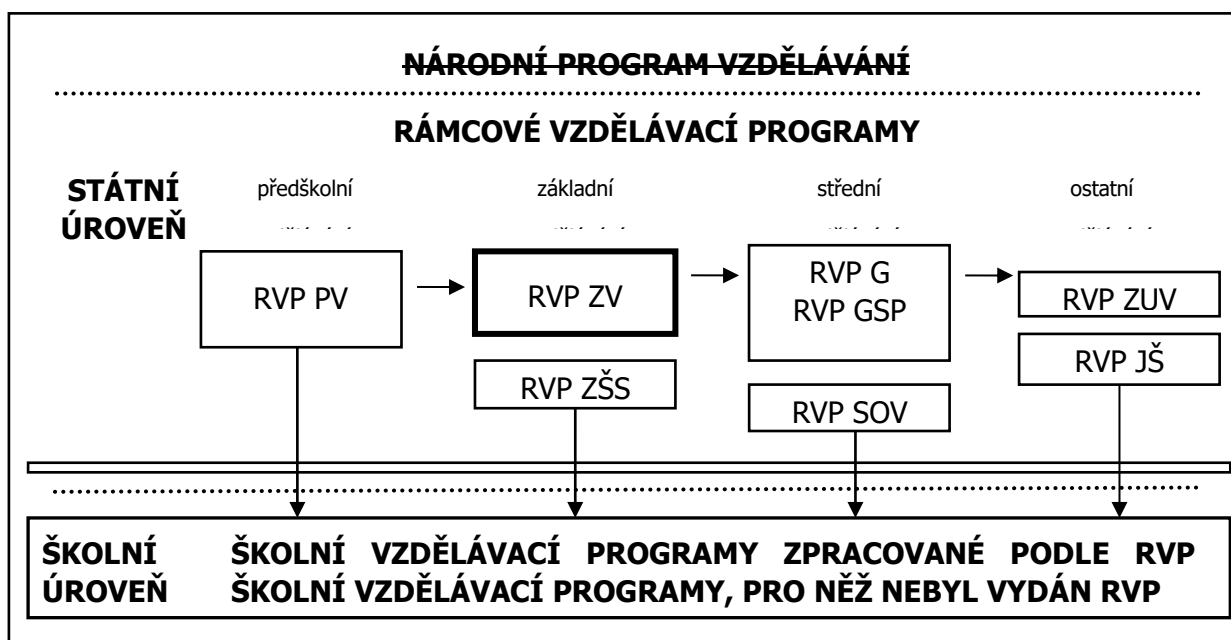 NÁRODNÍ PROGRAM VZDĚLÁVÁNÍ
RÁMCOVÉ VZDĚLÁVACÍ PROGRAMY
STÁTNÍ
ÚROVEŇ
předškolní
základní
střední
ostatní
RVP PV
RVP ZV
RVP G
RVP GSP
RVP ZUV
RVP ZŠS
RVP SOV
RVP JŠ
ŠKOLNÍ ŠKOLNÍ VZDĚLÁVACÍ PROGRAMY ZPRACOVANÉ PODLE RVP
ÚROVEŇ ŠKOLNÍ VZDĚLÁVACÍ PROGRAMY, PRO NĚŽ NEBYL VYDÁN RVP